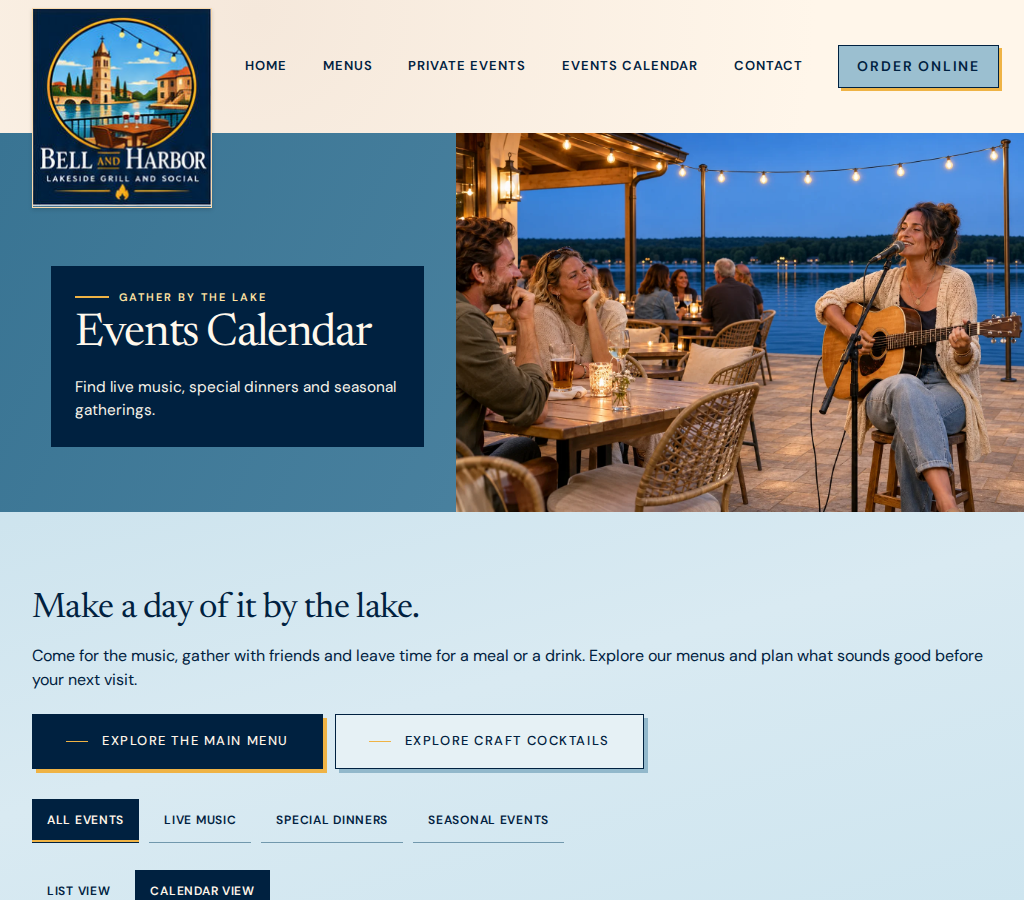 BELL AND HARBOR
LAKESIDE GRILL AND SOCIAL
HOME
MENUS
PRIVATE EVENTS
EVENTS CALENDAR
CONTACT
ORDER ONLINE
GATHER BY THE LAKE
Events Calendar
Find live music, special dinners and seasonal
gatherings.
Make a day of it by the lake.
Come for the music, gather with friends and leave time for a meal or a drink. Explore our menus and plan what sounds good before
your next visit.
EXPLORE THE MAIN MENU
EXPLORE CRAFT COCKTAILS
ALL EVENTS
LIVE MUSIC
SPECIAL DINNERS
SEASONAL EVENTS
LIST VIEW
CALENDAR VIEW